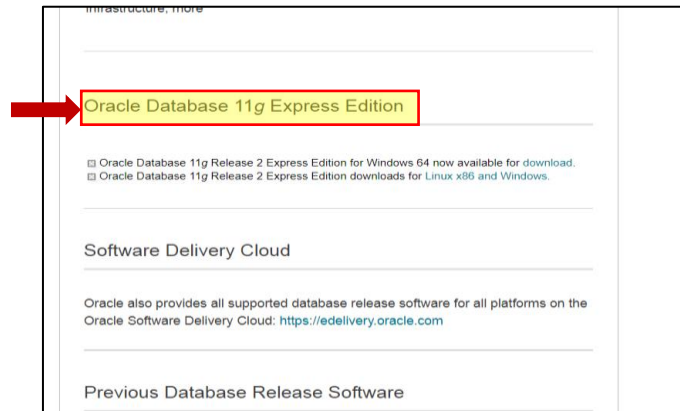 infrastructure, more
Oracle Database 11g Express Edition
Oracle Database 11g Release 2 Express Edition for Windows 64 now available for download.
Oracle Database 11g Release 2 Express Edition downloads for Linux x86 and Windows.
Software Delivery Cloud
Oracle also provides all supported database release software for all platforms on the
Oracle Software Delivery Cloud: https://edelivery.oracle.com
Previous Database Release Software